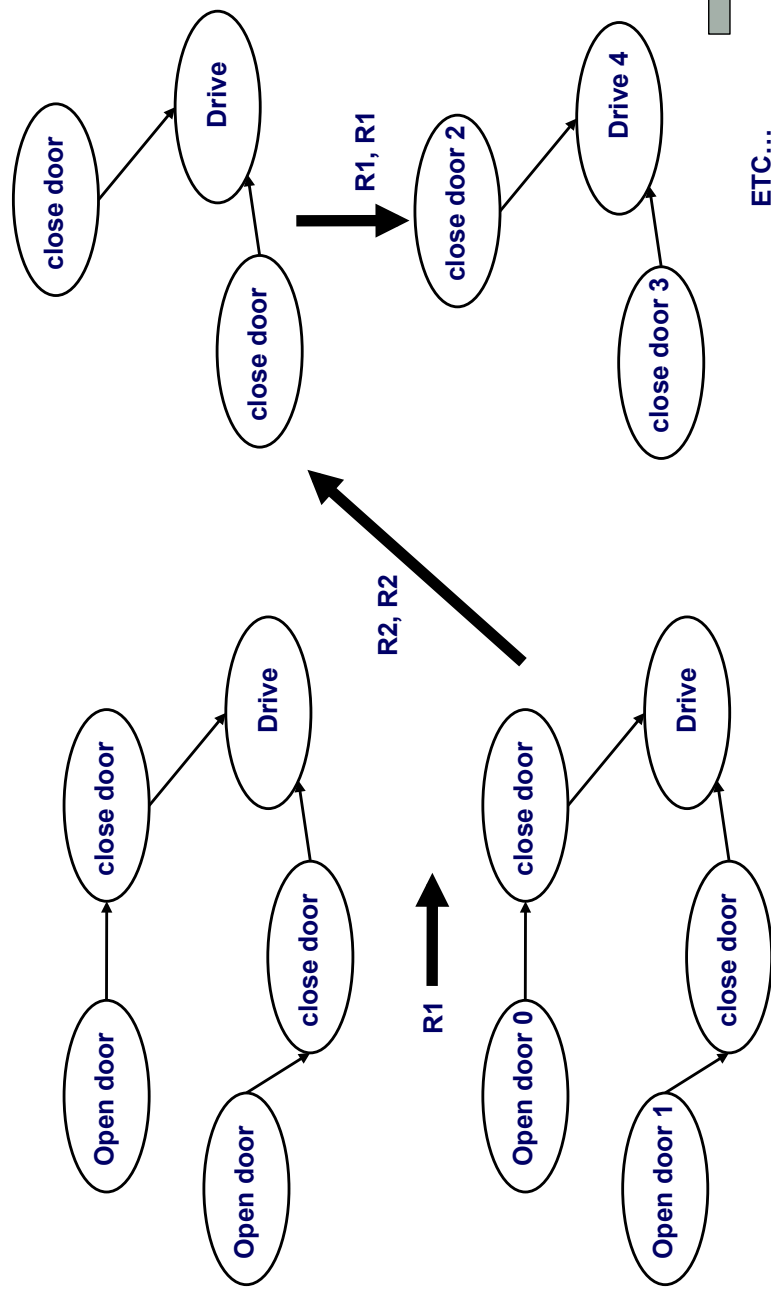 Open door
close door
Open door
close door
Drive
R1
Open door 0
close door
Open door 1
close door
Drive
R2, R2
close door
close door
Drive
R1, R1
close door 2
close door 3
Drive 4
ETC...